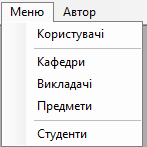 Меню Автор
Користувачі
Кафедри
Викладачі
Предмети
Студенти